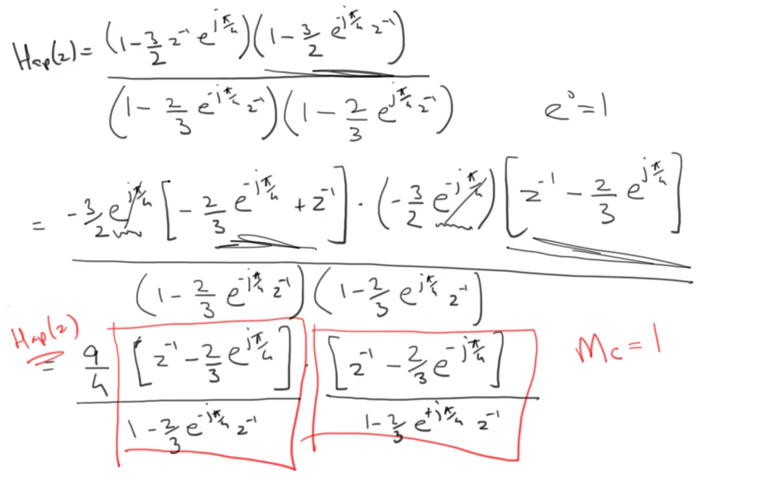 Hap(z) = (1 - 3/2 z⁻¹ e^{jπ/4})(1 - 3/2 e^{-jπ/4} z⁻¹)
(1 - 2/3 e^{-jπ/4} z⁻¹)(1 - 2/3 e^{jπ/4} z⁻¹)
e⁰ = 1
= -3/2 e^{jπ/4} [-2/3 e^{-jπ/4} + z⁻¹] · (-3/2 e^{-jπ/4}) [z⁻¹ - 2/3 e^{jπ/4}]
(1 - 2/3 e^{-jπ/4} z⁻¹)(1 - 2/3 e^{jπ/4} z⁻¹)
Hap(z)
= 9/4 [z⁻¹ - 2/3 e^{jπ/4}] · [z⁻¹ - 2/3 e^{-jπ/4}]
1 - 2/3 e^{-jπ/4} z⁻¹ 1 - 2/3 e^{+jπ/4} z⁻¹
Mc = 1